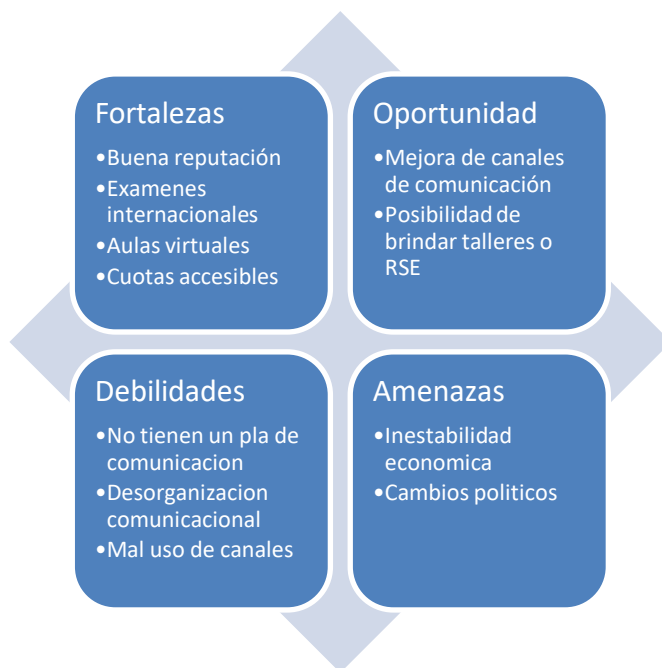 Fortalezas
•Buena reputación
•Examenes
internacionales
•Aulas virtuales
•Cuotas accesibles
Oportunidad
•Mejora de canales
de comunicación
•Posibilidad de
brindar talleres o
RSE
Debilidades
•No tienen un pla de
comunicacion
•Desorganizacion
comunicacional
•Mal uso de canales
Amenazas
•Inestabilidad
economica
•Cambios politicos